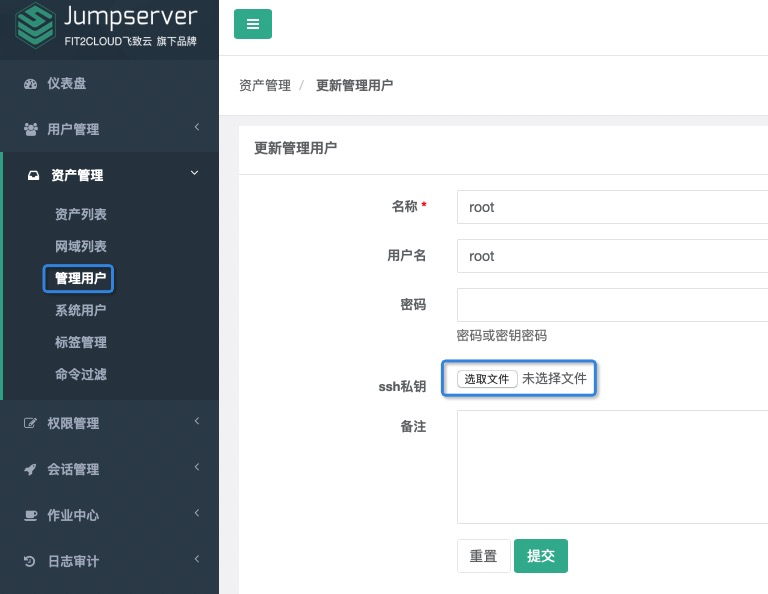 Jumpserver
FIT2CLOUD飞致云 旗下品牌
仪表盘
用户管理
资产管理
资产列表
网域列表
管理用户
系统用户
标签管理
命令过滤
权限管理
会话管理
作业中心
日志审计
资产管理 / 更新管理用户
更新管理用户
名称 * root
用户名 root
密码
密码或密钥密码
ssh私钥 选取文件 未选择文件
备注
重置 提交